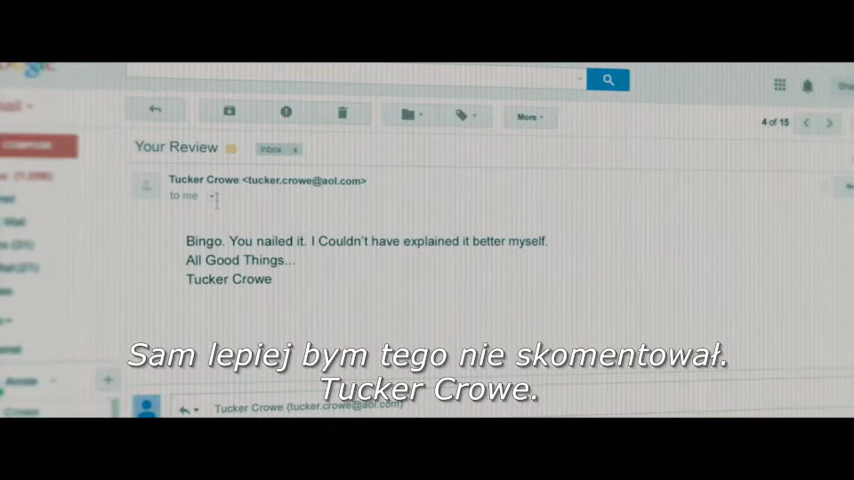 More
4 of 15
Your Review
Inbox x
Tucker Crowe <tucker.crowe@aol.com>
to me
Bingo. You nailed it. I Couldn't have explained it better myself.
All Good Things...
Tucker Crowe
Sam lepiej bym tego nie skomentował.
Tucker Crowe.
Tucker Crowe (tucker.crowe@aol.com)